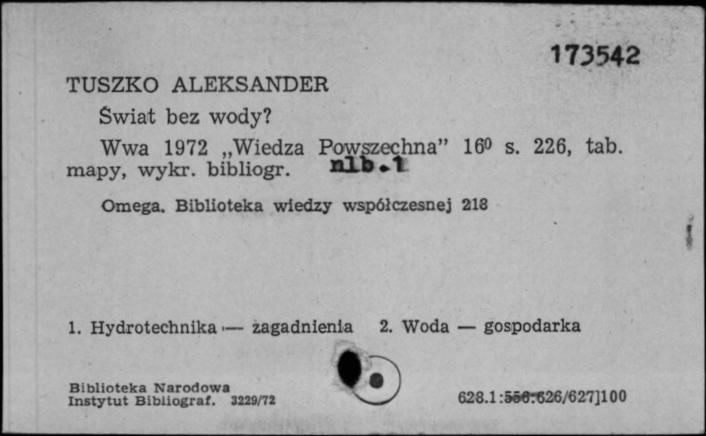 173542
TUSZKO ALEKSANDER
Świat bez wody?
Wwa 1972 „Wiedza Powszechna” 16⁰ s. 226, tab.
mapy, wykr. bibliogr. nlb.1
Omega. Biblioteka wiedzy współczesnej 218
1. Hydrotechnika — zagadnienia 2. Woda — gospodarka
Biblioteka Narodowa
Instytut Bibliograf. 3229/72
628.1:556:626/627]100